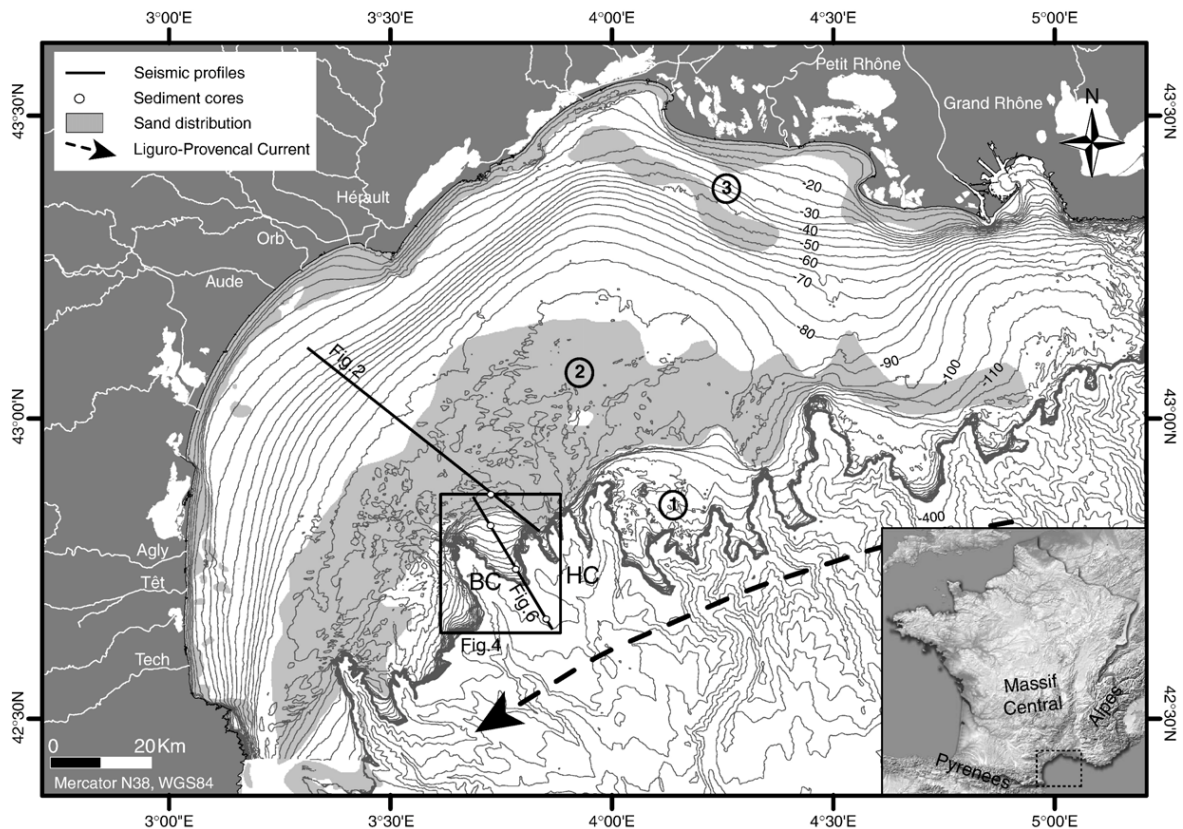 3°00'E 3°30'E 4°00'E 4°30'E 5°00'E
Seismic profiles
Sediment cores
Sand distribution
Liguro-Provencal Current
Petit Rhône
Grand Rhône
N
43°30'N
43°30'N
Hérault
Orb
Aude
3
-20
-30
-40
-50
-60
-70
-80
-90
-100
-110
Fig.2
2
43°00'N
43°00'N
1
-400
Agly
Têt
Tech
BC
HC
Fig.6
Fig.4
42°30'N
42°30'N
Massif
Central
Alpes
Pyrenees
0 20Km
Mercator N38, WGS84
3°00'E 3°30'E 4°00'E 4°30'E 5°00'E